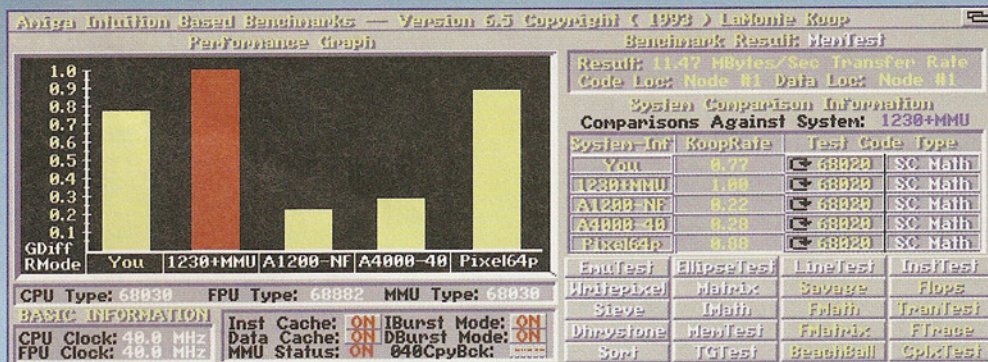 Amiga Intuition Based Benchmarks — Version 6.5 Copyright ( 1993 ) LaMonte Koop
Performance Graph
1.0
0.9
0.8
0.7
0.6
0.5
0.4
0.3
0.2
0.1
GDiff
RMode
You 1230+MMU A1200-NF A4000-40 Pixel64p
CPU Type: 68030 FPU Type: 68882 MMU Type: 68030
BASIC INFORMATION
CPU Clock: 40.0 MHz
FPU Clock: 40.0 MHz
Inst Cache: ON IBurst Mode: ON
Data Cache: ON DBurst Mode: ON
MMU Status: ON 040CpyBck: ----
Benchmark Result: MemTest
Result: 11.47 MBytes/Sec Transfer Rate
Code Loc: Node #1 Data Loc: Node #1
System Comparison Information
Comparisons Against System: 1230+MMU
System-Inf KoopRate Test Code Type
You 0.77 68020 SC Math
1230+MMU 1.00 68020 SC Math
A1200-NF 0.22 68020 SC Math
A4000-40 0.28 68020 SC Math
Pixel64p 0.88 68020 SC Math
EmuTest EllipseTest LineTest InstTest
Writepixel Matrix Savage Flops
Sieve IMath FMath TranTest
Dhrystone MemTest FMatrix FTrace
Sort TGTest BeachBall CplxTest